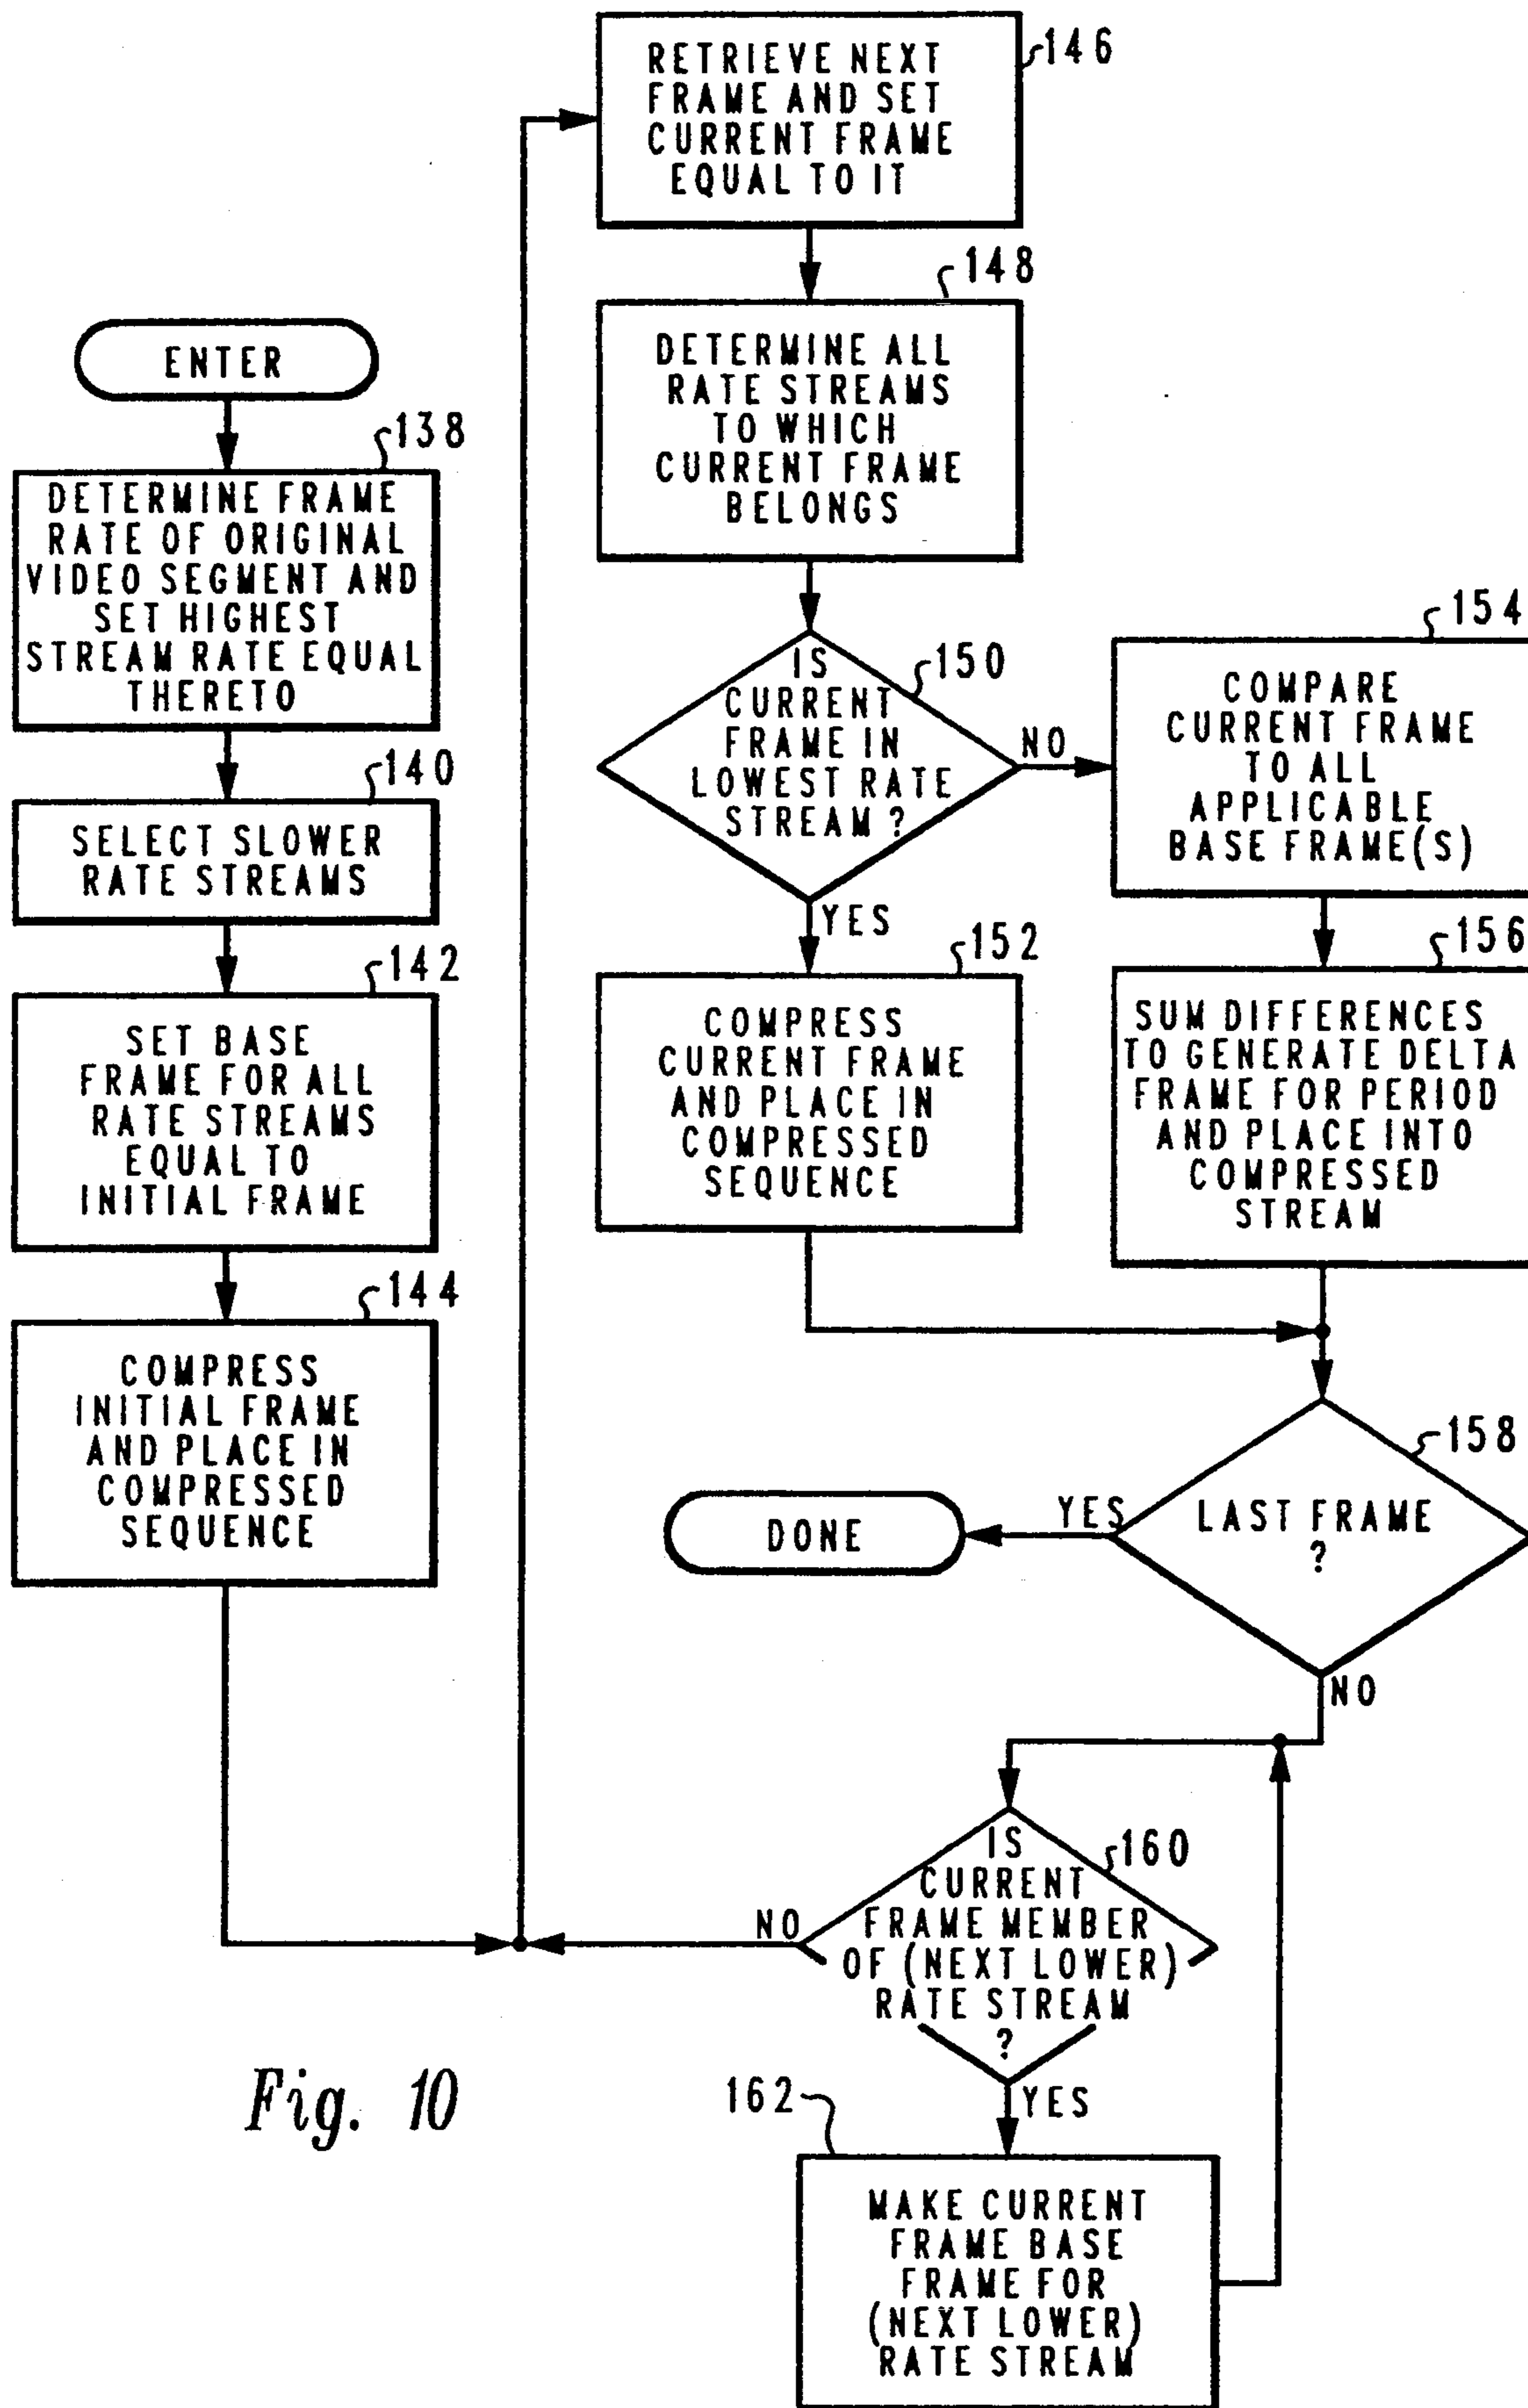 ENTER
138
DETERMINE FRAME
RATE OF ORIGINAL
VIDEO SEGMENT AND
SET HIGHEST
STREAM RATE EQUAL
THERETO
140
SELECT SLOWER
RATE STREAMS
142
SET BASE
FRAME FOR ALL
RATE STREAMS
EQUAL TO
INITIAL FRAME
144
COMPRESS
INITIAL FRAME
AND PLACE IN
COMPRESSED
SEQUENCE
146
RETRIEVE NEXT
FRAME AND SET
CURRENT FRAME
EQUAL TO IT
148
DETERMINE ALL
RATE STREAMS
TO WHICH
CURRENT FRAME
BELONGS
150
IS
CURRENT
FRAME IN
LOWEST RATE
STREAM ?
NO
YES
152
COMPRESS
CURRENT FRAME
AND PLACE IN
COMPRESSED
SEQUENCE
154
COMPARE
CURRENT FRAME
TO ALL
APPLICABLE
BASE FRAME(S)
156
SUM DIFFERENCES
TO GENERATE DELTA
FRAME FOR PERIOD
AND PLACE INTO
COMPRESSED
STREAM
158
LAST FRAME
?
YES
DONE
NO
160
IS
CURRENT
FRAME MEMBER
OF (NEXT LOWER)
RATE STREAM
?
NO
YES
162
MAKE CURRENT
FRAME BASE
FRAME FOR
(NEXT LOWER)
RATE STREAM
Fig. 10